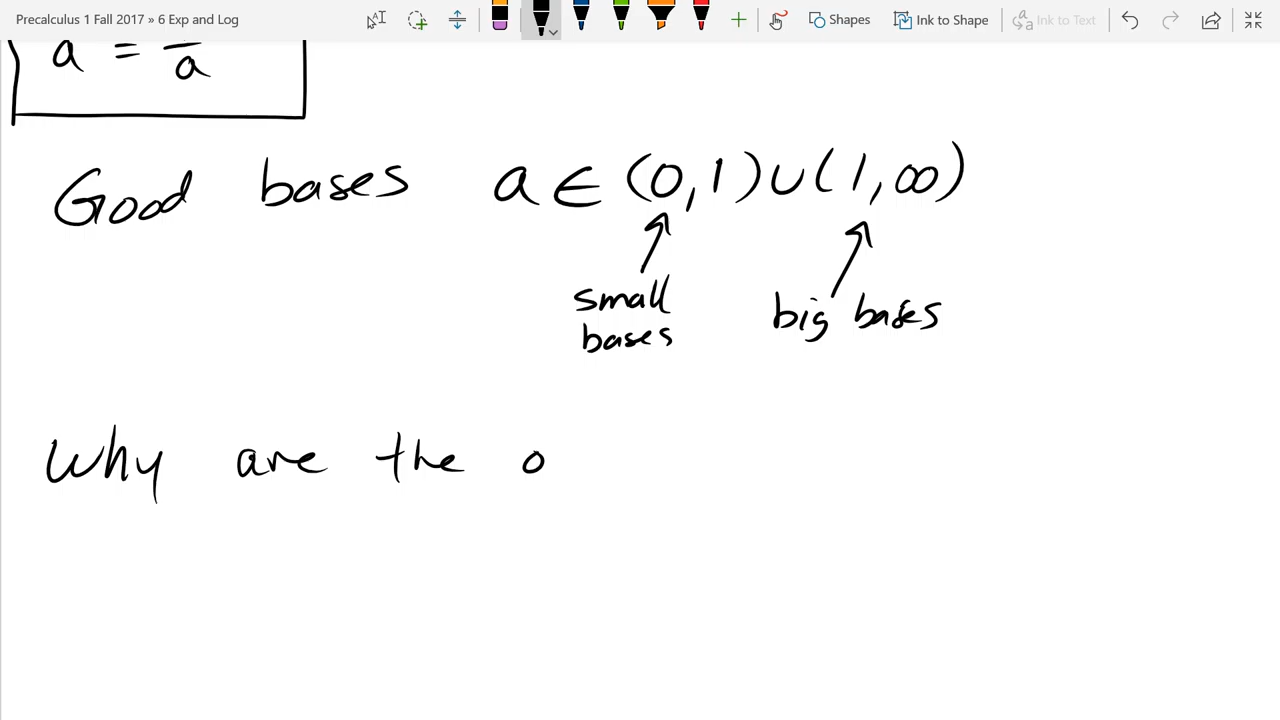 Precalculus 1 Fall 2017 » 6 Exp and Log
Shapes
Ink to Shape
Ink to Text
a = a
Good bases a ∈ (0,1) ∪ (1,∞)
small
bases
big bases
Why are the o